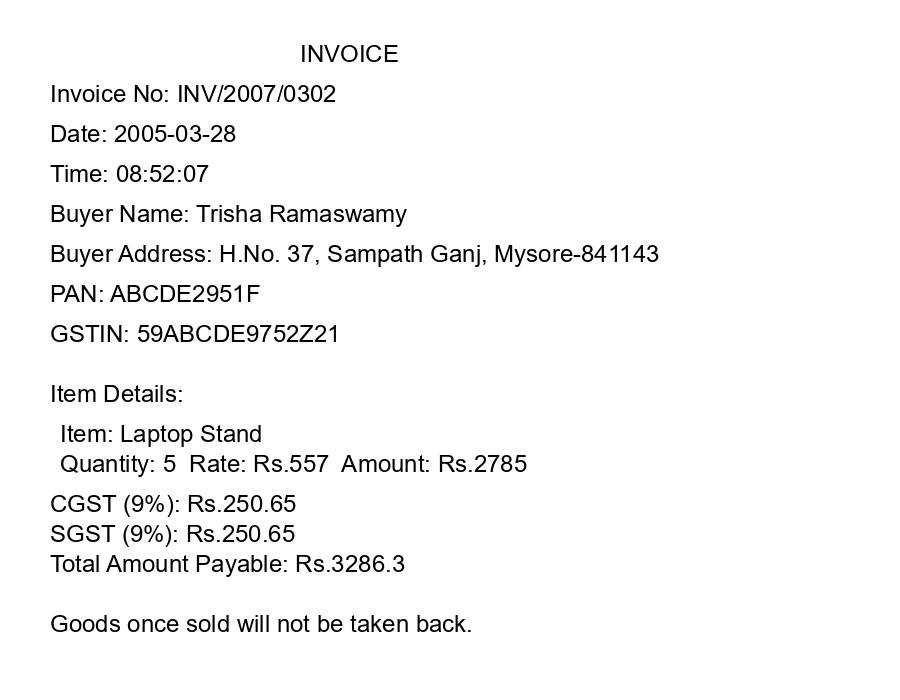 INVOICE
Invoice No: INV/2007/0302
Date: 2005-03-28
Time: 08:52:07
Buyer Name: Trisha Ramaswamy
Buyer Address: H.No. 37, Sampath Ganj, Mysore-841143
PAN: ABCDE2951F
GSTIN: 59ABCDE9752Z21
Item Details:
Item: Laptop Stand
Quantity: 5  Rate: Rs.557  Amount: Rs.2785
CGST (9%): Rs.250.65
SGST (9%): Rs.250.65
Total Amount Payable: Rs.3286.3
Goods once sold will not be taken back.